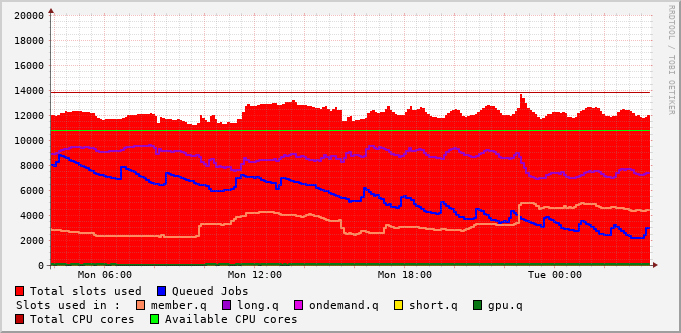 20000
18000
16000
14000
12000
10000
8000
6000
4000
2000
0
Mon 06:00 Mon 12:00 Mon 18:00 Tue 00:00
Total slots used Queued Jobs
Slots used in : member.q long.q ondemand.q short.q gpu.q
Total CPU cores Available CPU cores
RRDTOOL / TOBI OETIKER